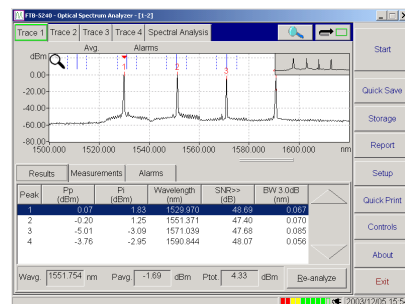 FTB-5240 - Optical Spectrum Analyzer - [1-2]
Trace 1 Trace 2 Trace 3 Trace 4 Spectral Analysis
Avg. Alarms
dBm
1 2 3
0.00
-20.00
-40.00
-60.00
-80.00
1500.000 1520.000 1540.000 1560.000 1580.000 1600.000 nm
Results Measurements Alarms
Peak Pp (dBm) Pi (dBm) Wavelength (nm) SNR>> (dB) BW 3.0dB (nm)
1 0.07 1.83 1529.970 48.69 0.067
2 -0.20 1.25 1551.371 47.40 0.070
3 -5.01 -3.09 1571.039 47.68 0.085
4 -3.76 -2.95 1590.844 48.07 0.056
Wavg. 1551.754 nm Pavg. -1.69 dBm Ptot. 4.33 dBm Re-analyze
Start
Quick Save
Storage
Report
Setup
Quick Print
Controls
About
Exit
2003/12/05 15:5